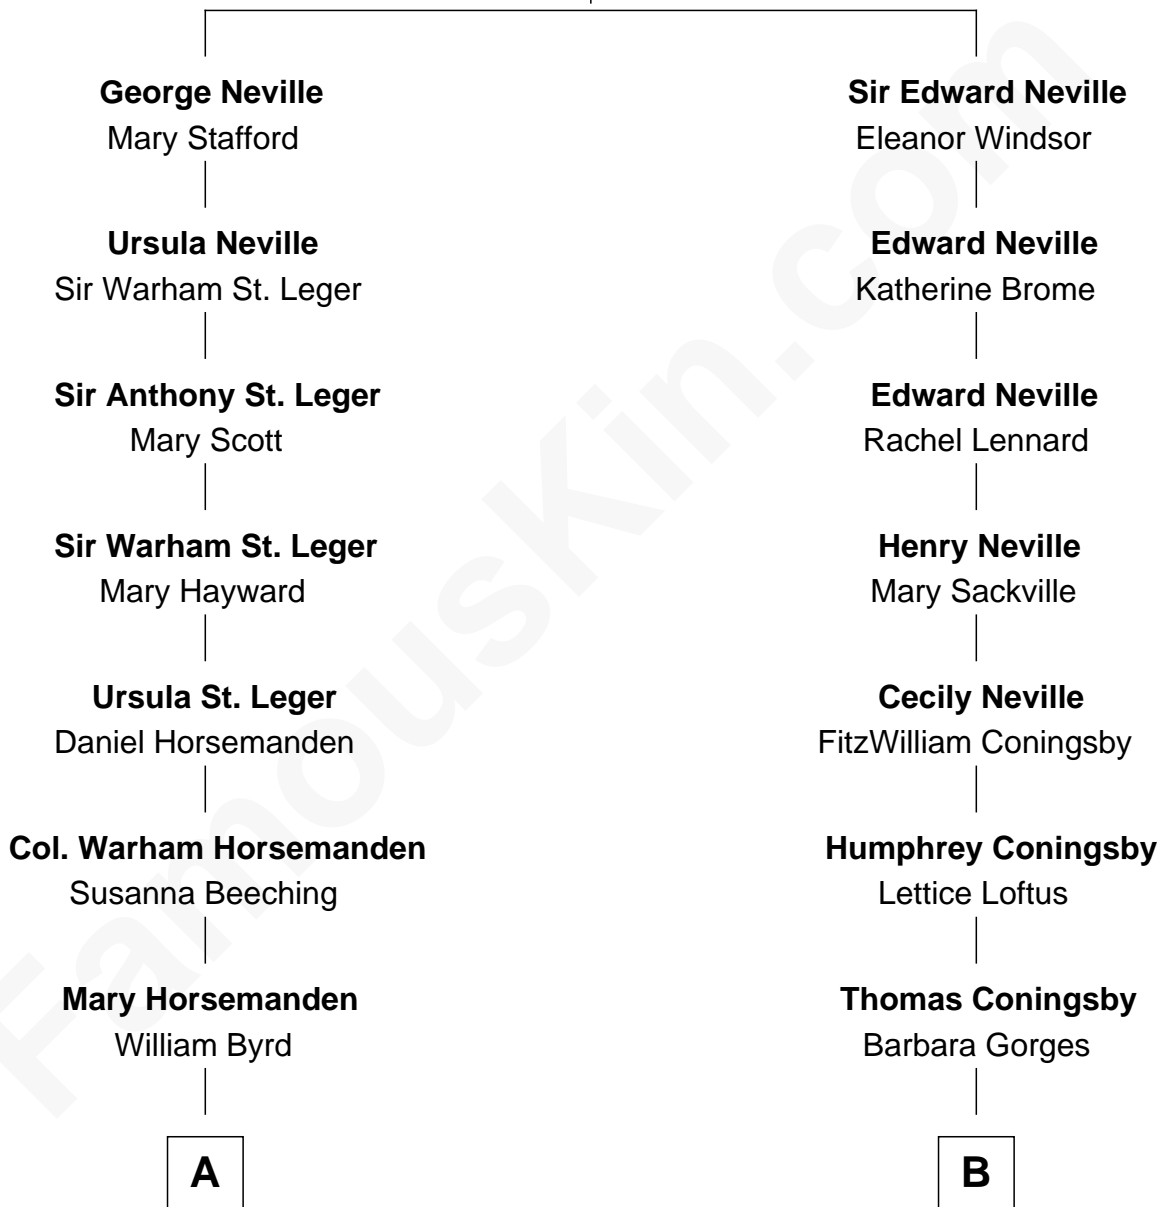 George Neville
Mary Stafford
Ursula Neville
Sir Warham St. Leger
Sir Anthony St. Leger
Mary Scott
Sir Warham St. Leger
Mary Hayward
Ursula St. Leger
Daniel Horsemanden
Col. Warham Horsemanden
Susanna Beeching
Mary Horsemanden
William Byrd
A
Sir Edward Neville
Eleanor Windsor
Edward Neville
Katherine Brome
Edward Neville
Rachel Lennard
Henry Neville
Mary Sackville
Cecily Neville
FitzWilliam Coningsby
Humphrey Coningsby
Lettice Loftus
Thomas Coningsby
Barbara Gorges
B
FamousKin.com